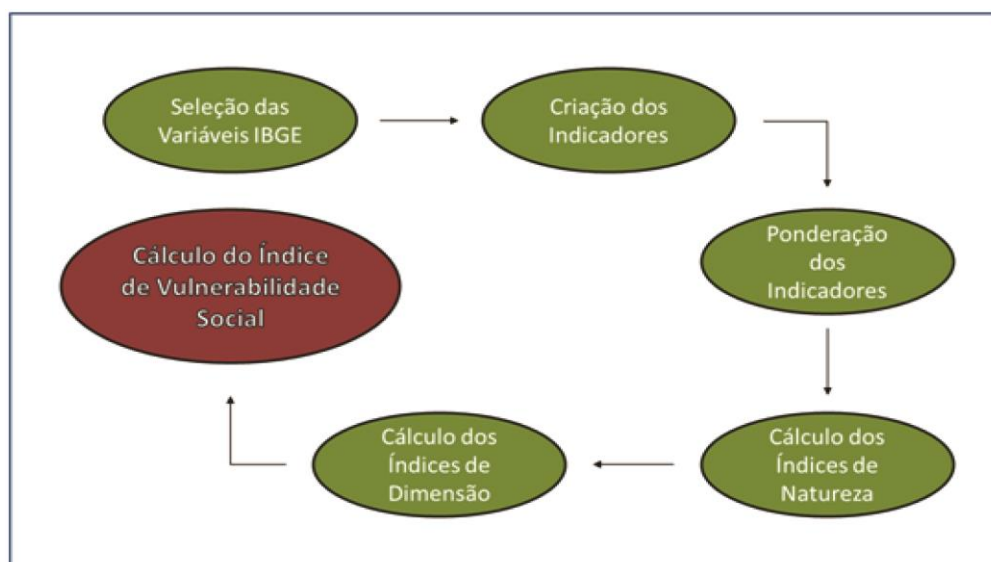 Seleção das
Variáveis IBGE
Criação dos
Indicadores
Ponderação
dos
Indicadores
Cálculo dos
Índices de
Natureza
Cálculo dos
Índices de
Dimensão
Cálculo do Índice
de Vulnerabilidade
Social